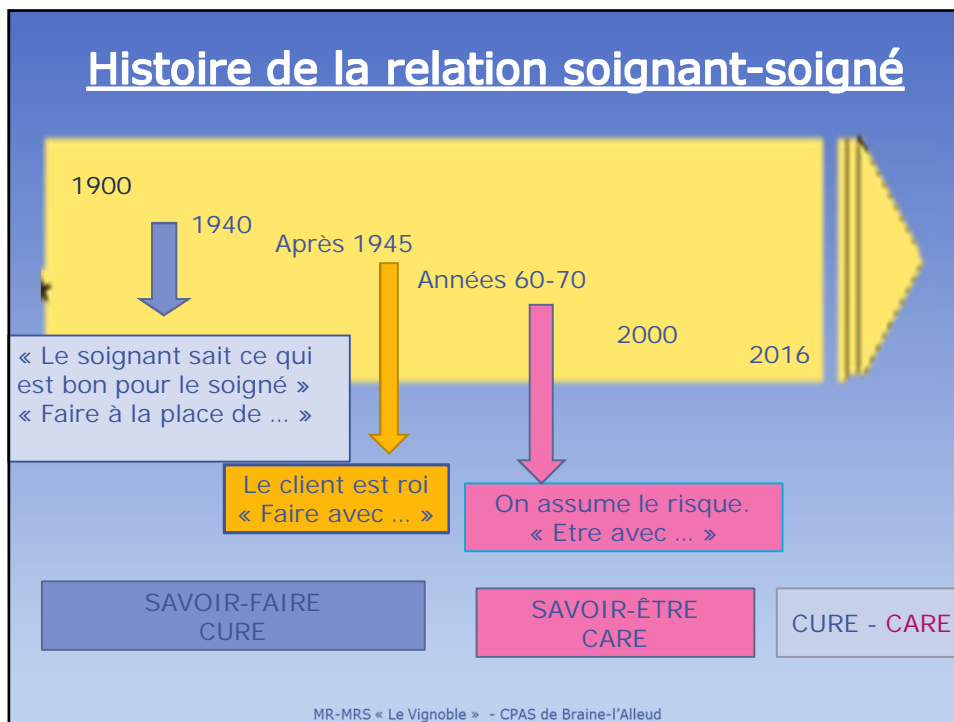 Histoire de la relation soignant-soigné
1900
1940
Après 1945
Années 60-70
2000
2016
« Le soignant sait ce qui
est bon pour le soigné »
« Faire à la place de ... »
Le client est roi
« Faire avec ... »
On assume le risque.
« Etre avec ... »
SAVOIR-FAIRE
CURE
SAVOIR-ÊTRE
CARE
CURE - CARE
MR-MRS « Le Vignoble » - CPAS de Braine-l'Alleud